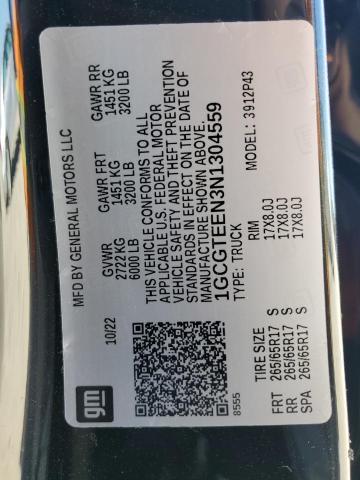 MFD BY GENERAL MOTORS LLC
10/22
GVWR
2722 KG
6000 LB
GAWR FRT
1451 KG
3200 LB
GAWR RR
1451 KG
3200 LB
THIS VEHICLE CONFORMS TO ALL
APPLICABLE U.S. FEDERAL MOTOR
VEHICLE SAFETY AND THEFT PREVENTION
STANDARDS IN EFFECT ON THE DATE OF
MANUFACTURE SHOWN ABOVE.
1GCGTEEN3N1304559
TYPE: TRUCK
MODEL: 3912P43
gm
8555
TIRE SIZE RIM
FRT 265/65R17 S 17X8.0J
RR 265/65R17 S 17X8.0J
SPA 265/65R17 S 17X8.0J